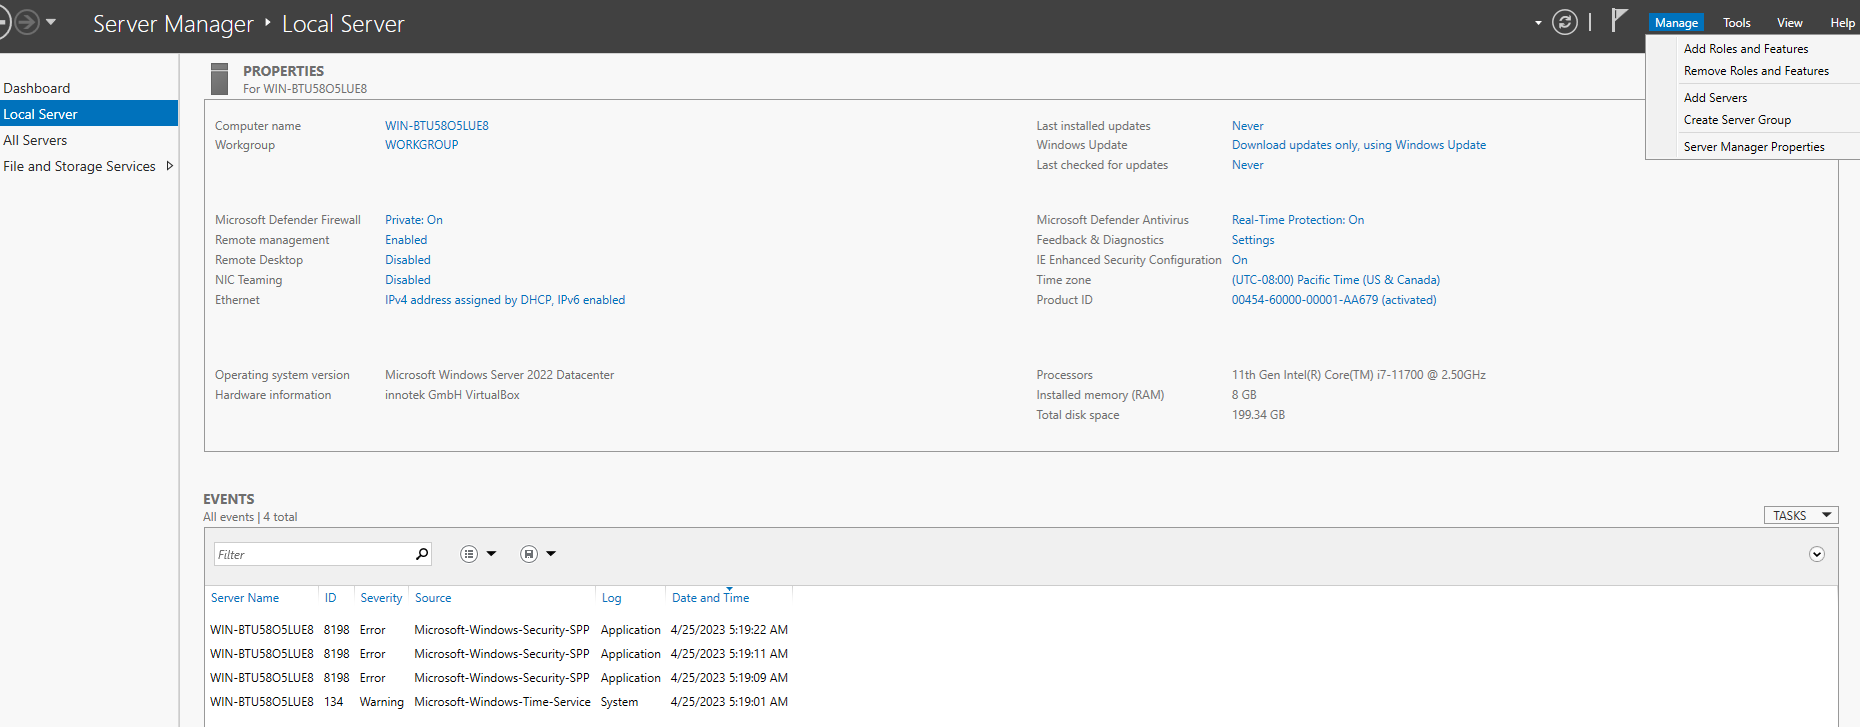 Server Manager ‣ Local Server
Manage Tools View Help
Add Roles and Features
Remove Roles and Features
Add Servers
Create Server Group
Server Manager Properties
Dashboard
Local Server
All Servers
File and Storage Services
PROPERTIES
For WIN-BTU58O5LUE8
Computer name WIN-BTU58O5LUE8
Workgroup WORKGROUP
Last installed updates Never
Windows Update Download updates only, using Windows Update
Last checked for updates Never
Microsoft Defender Firewall Private: On
Remote management Enabled
Remote Desktop Disabled
NIC Teaming Disabled
Ethernet IPv4 address assigned by DHCP, IPv6 enabled
Microsoft Defender Antivirus Real-Time Protection: On
Feedback & Diagnostics Settings
IE Enhanced Security Configuration On
Time zone (UTC-08:00) Pacific Time (US & Canada)
Product ID 00454-60000-00001-AA679 (activated)
Operating system version Microsoft Windows Server 2022 Datacenter
Hardware information innotek GmbH VirtualBox
Processors 11th Gen Intel(R) Core(TM) i7-11700 @ 2.50GHz
Installed memory (RAM) 8 GB
Total disk space 199.34 GB
EVENTS
All events | 4 total
TASKS
Filter
Server Name ID Severity Source Log Date and Time
WIN-BTU58O5LUE8 8198 Error Microsoft-Windows-Security-SPP Application 4/25/2023 5:19:22 AM
WIN-BTU58O5LUE8 8198 Error Microsoft-Windows-Security-SPP Application 4/25/2023 5:19:11 AM
WIN-BTU58O5LUE8 8198 Error Microsoft-Windows-Security-SPP Application 4/25/2023 5:19:09 AM
WIN-BTU58O5LUE8 134 Warning Microsoft-Windows-Time-Service System 4/25/2023 5:19:01 AM